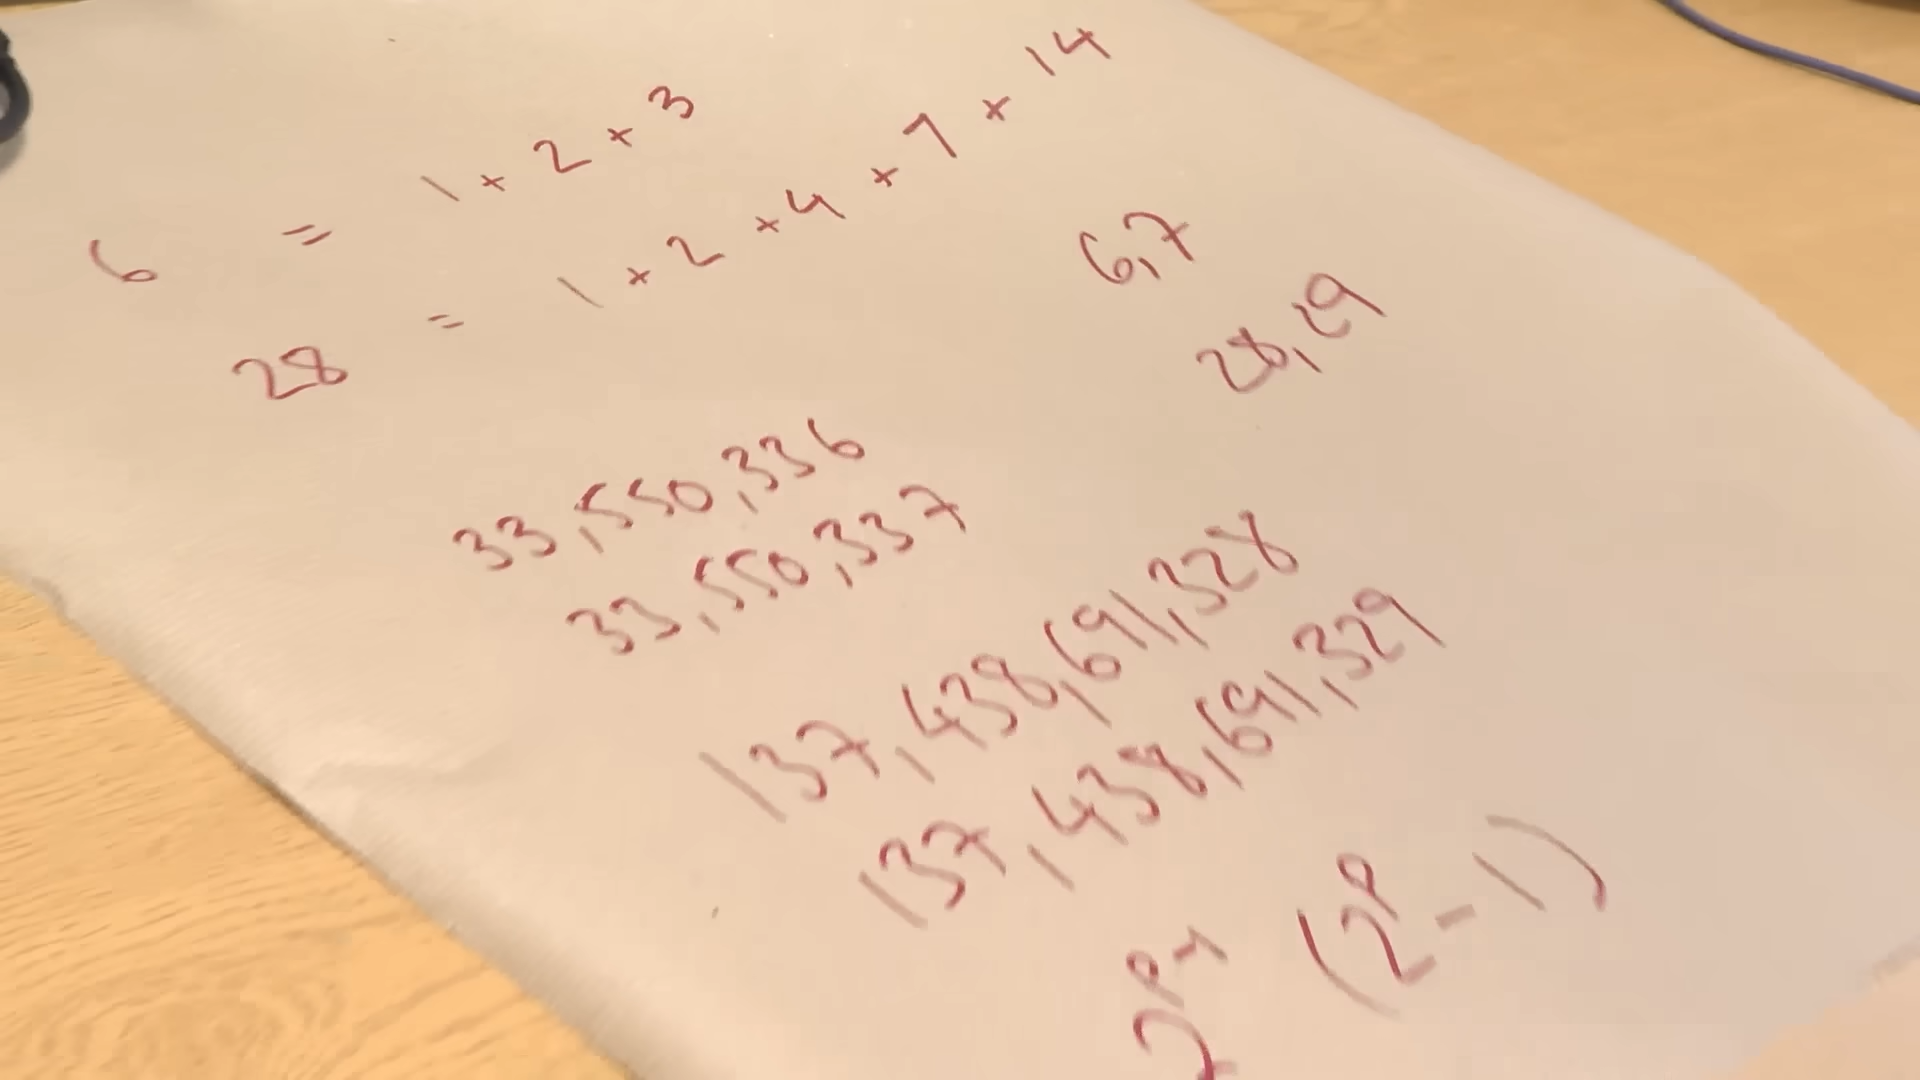 6 = 1 + 2 + 3
28 = 1 + 2 + 4 + 7 + 14
6,7
28,29
33,550,336
33,550,337
137,438,691,328
137,438,691,329
2^{p-1} (2^p - 1)